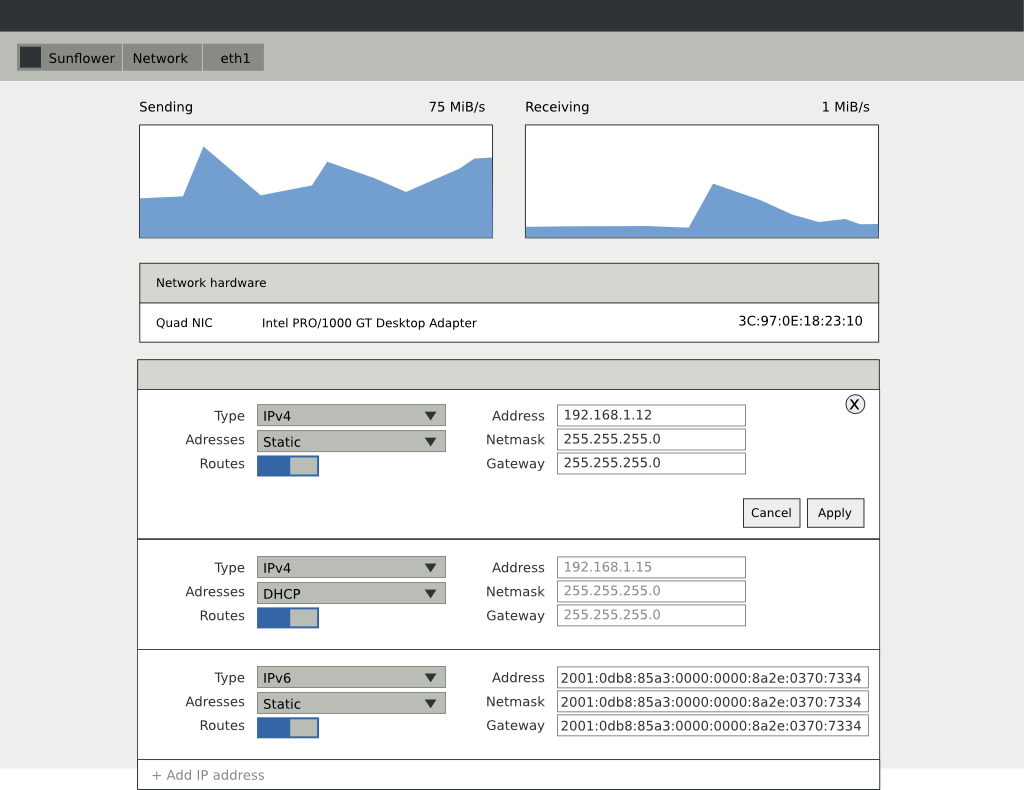 Sunflower Network eth1
Sending 75 MiB/s Receiving 1 MiB/s
Network hardware
Quad NIC Intel PRO/1000 GT Desktop Adapter 3C:97:0E:18:23:10
X
Type IPv4 Address 192.168.1.12
Adresses Static Netmask 255.255.255.0
Routes Gateway 255.255.255.0
Cancel Apply
Type IPv4 Address 192.168.1.15
Adresses DHCP Netmask 255.255.255.0
Routes Gateway 255.255.255.0
Type IPv6 Address 2001:0db8:85a3:0000:0000:8a2e:0370:7334
Adresses Static Netmask 2001:0db8:85a3:0000:0000:8a2e:0370:7334
Routes Gateway 2001:0db8:85a3:0000:0000:8a2e:0370:7334
+ Add IP address